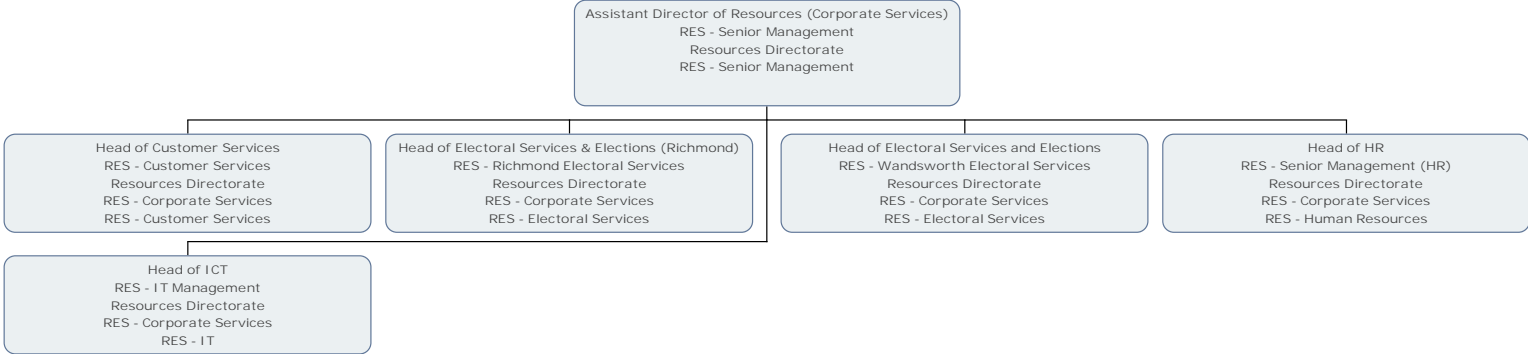 Assistant Director of Resources (Corporate Services)
RES - Senior Management
Resources Directorate
RES - Senior Management
Head of Customer Services
RES - Customer Services
Resources Directorate
RES - Corporate Services
RES - Customer Services
Head of Electoral Services & Elections (Richmond)
RES - Richmond Electoral Services
Resources Directorate
RES - Corporate Services
RES - Electoral Services
Head of Electoral Services and Elections
RES - Wandsworth Electoral Services
Resources Directorate
RES - Corporate Services
RES - Electoral Services
Head of HR
RES - Senior Management (HR)
Resources Directorate
RES - Corporate Services
RES - Human Resources
Head of ICT
RES - IT Management
Resources Directorate
RES - Corporate Services
RES - IT